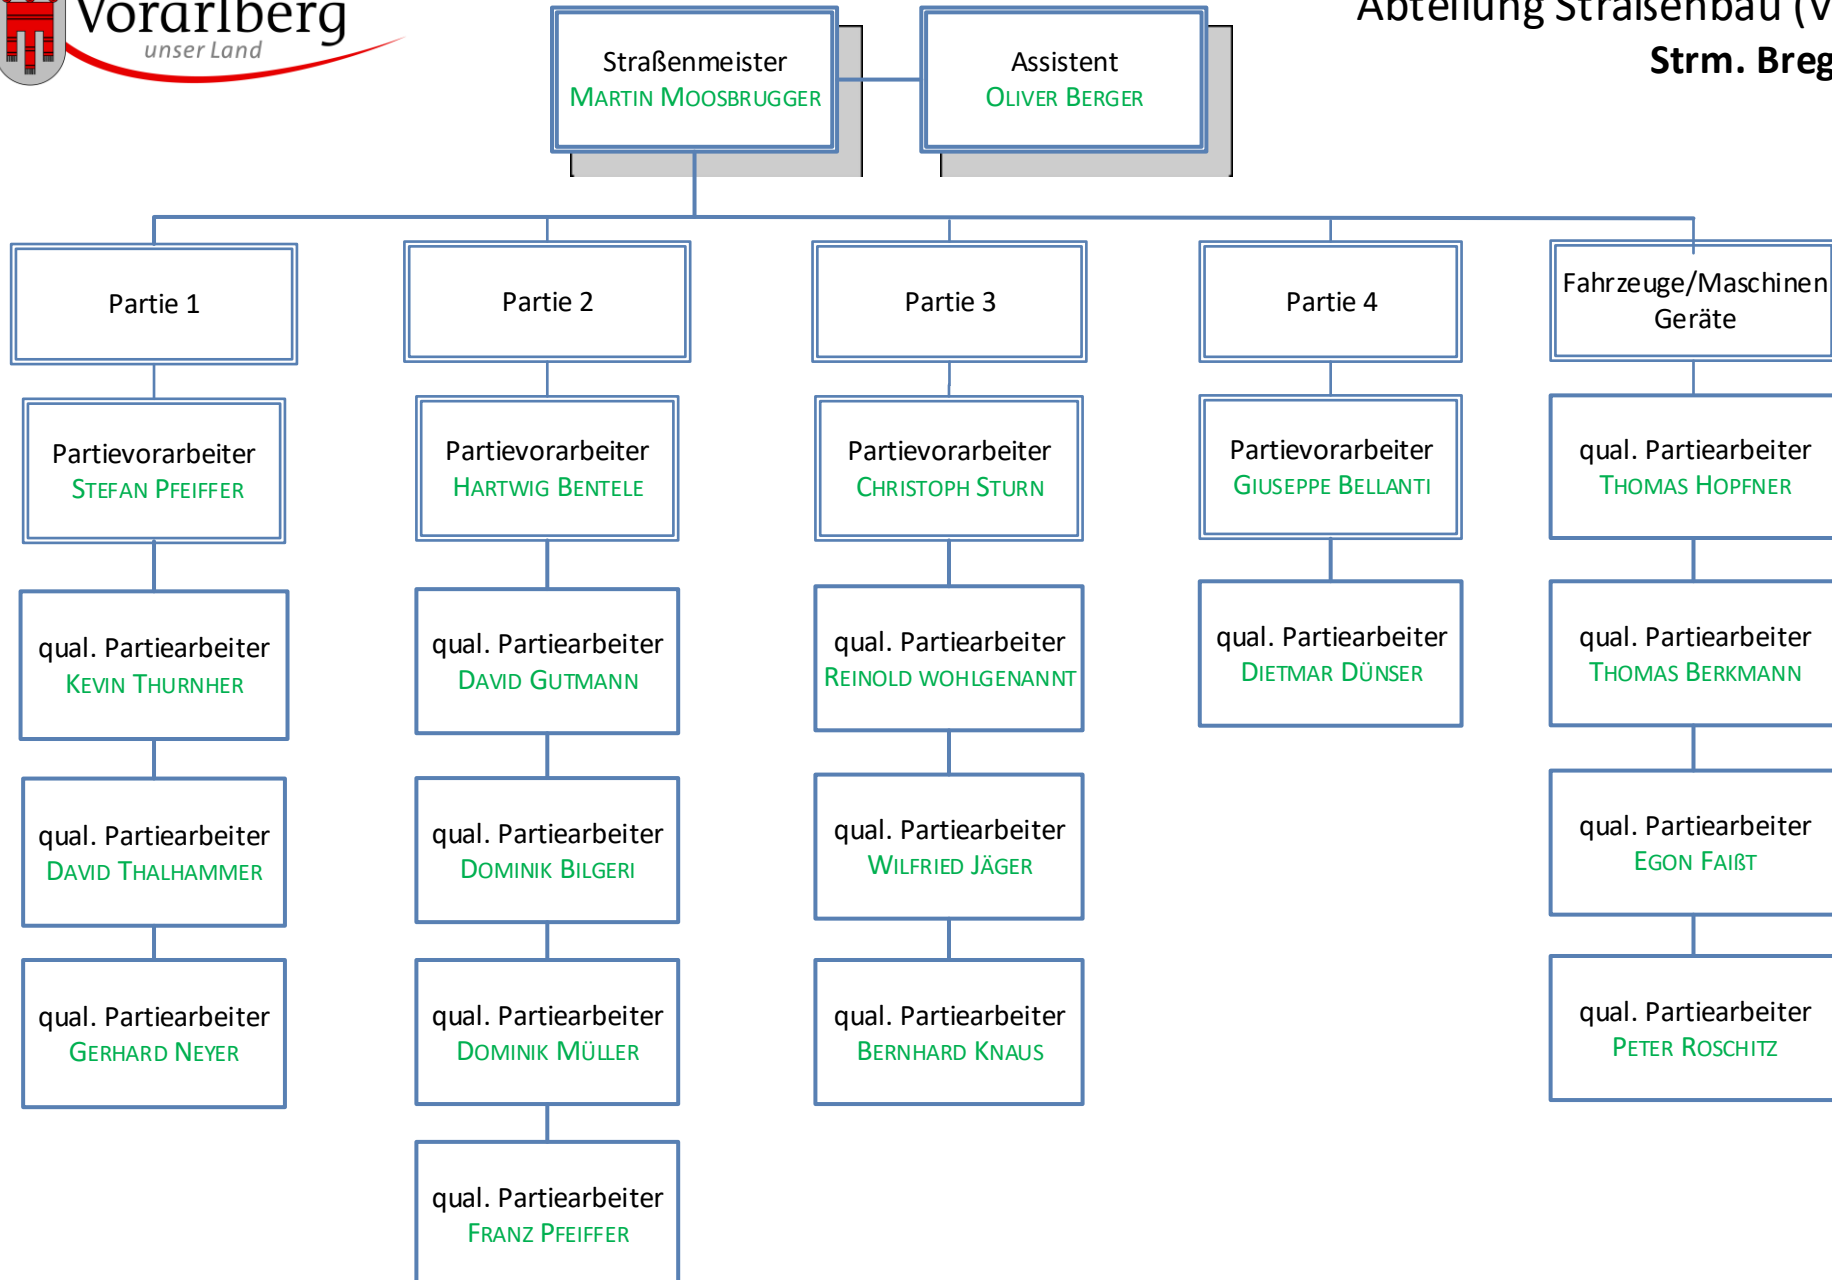 Vorarlberg
unser Land
Abteilung Straßenbau
Strm.
Straßenmeister
MARTIN MOOSBRUGGER
Assistent
OLIVER BERGER
Partie 1
Partie 2
Partie 3
Partie 4
Fahrzeuge/Maschinen
Geräte
Partievorarbeiter
STEFAN PFEIFFER
Partievorarbeiter
HARTWIG BENTELE
Partievorarbeiter
CHRISTOPH STURN
Partievorarbeiter
GIUSEPPE BELLANTI
qual. Partiearbeiter
THOMAS HOPFNER
qual. Partiearbeiter
KEVIN THURNHER
qual. Partiearbeiter
DAVID GUTMANN
qual. Partiearbeiter
REINOLD WOHLGENANNT
qual. Partiearbeiter
DIETMAR DÜNSER
qual. Partiearbeiter
THOMAS BERKMANN
qual. Partiearbeiter
DAVID THALHAMMER
qual. Partiearbeiter
DOMINIK BILGERI
qual. Partiearbeiter
WILFRIED JÄGER
qual. Partiearbeiter
EGON FAIßT
qual. Partiearbeiter
GERHARD NEYER
qual. Partiearbeiter
DOMINIK MÜLLER
qual. Partiearbeiter
BERNHARD KNAUS
qual. Partiearbeiter
PETER ROSCHITZ
qual. Partiearbeiter
FRANZ PFEIFFER